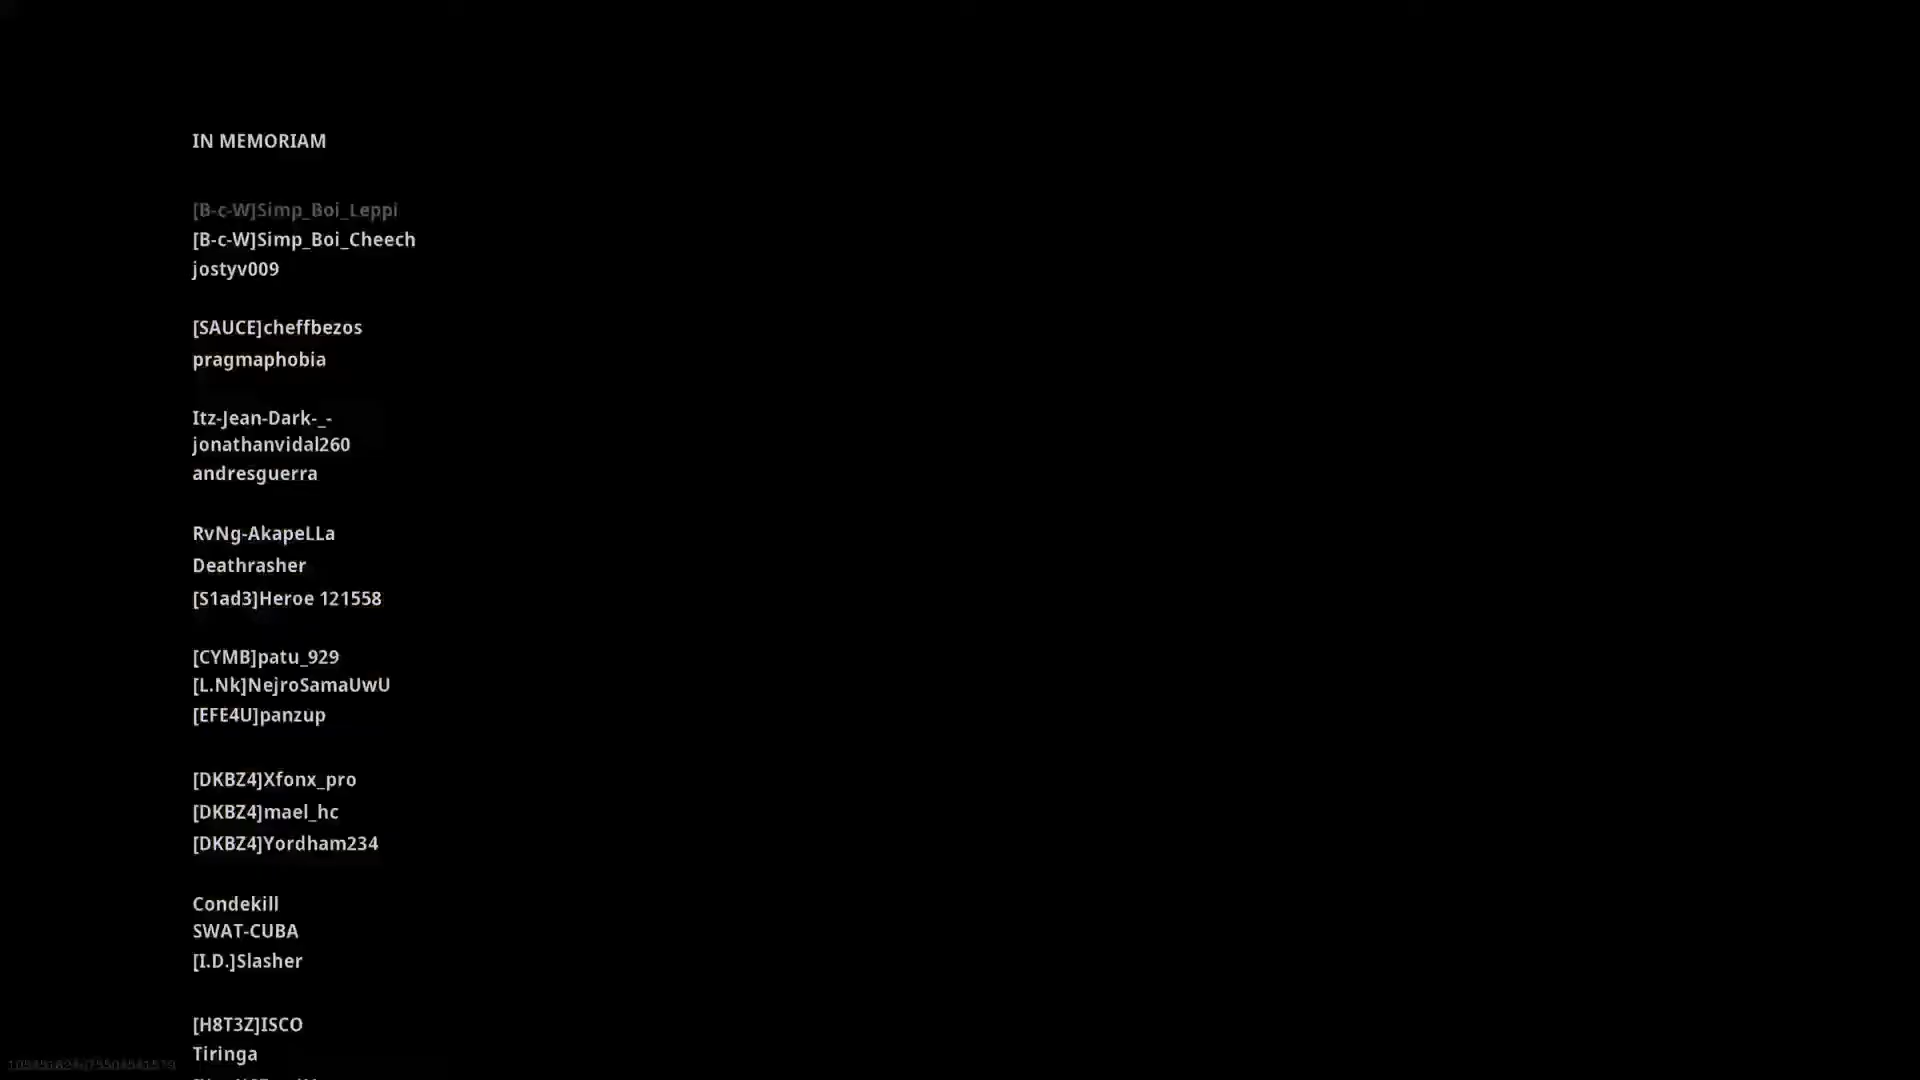 IN MEMORIAM
[B-c-W]Simp_Boi_Leppi
[B-c-W]Simp_Boi_Cheech
jostyv009
[SAUCE]cheffbezos
pragmaphobia
Itz-Jean-Dark-_-
jonathanvidal260
andresguerra
RvNg-AkapeLLa
Deathrasher
[S1ad3]Heroe 121558
[CYMB]patu_929
[L.Nk]NejroSamaUwU
[EFE4U]panzup
[DKBZ4]Xfonx_pro
[DKBZ4]mael_hc
[DKBZ4]Yordham234
Condekill
SWAT-CUBA
[I.D.]Slasher
[H8T3Z]ISCO
Tiringa